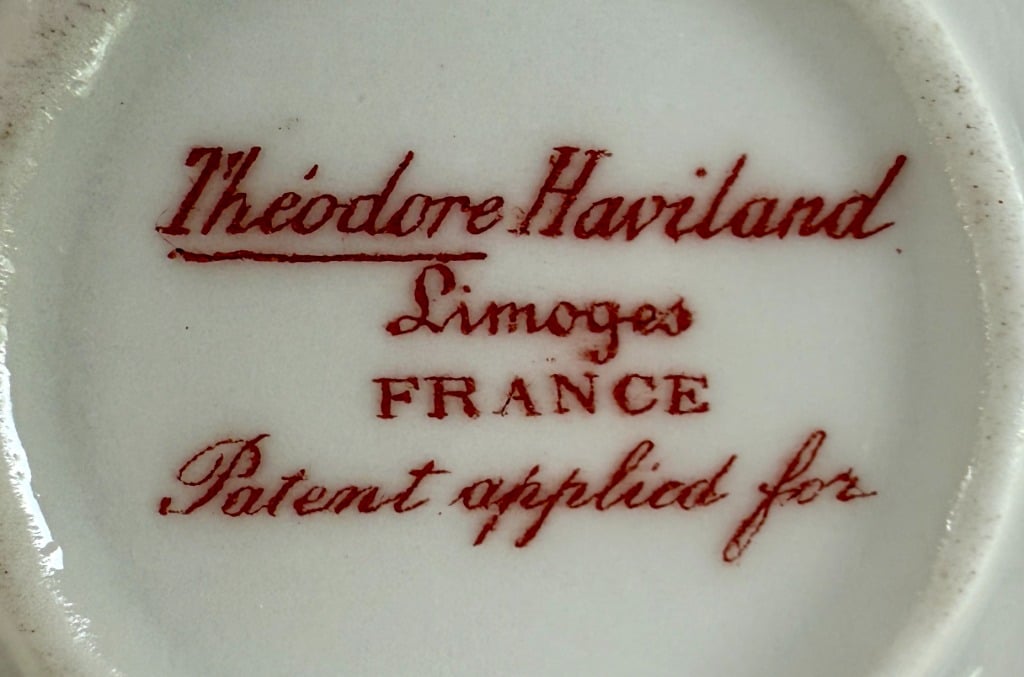 Théodore Haviland
Limoges
FRANCE
Patent applied for